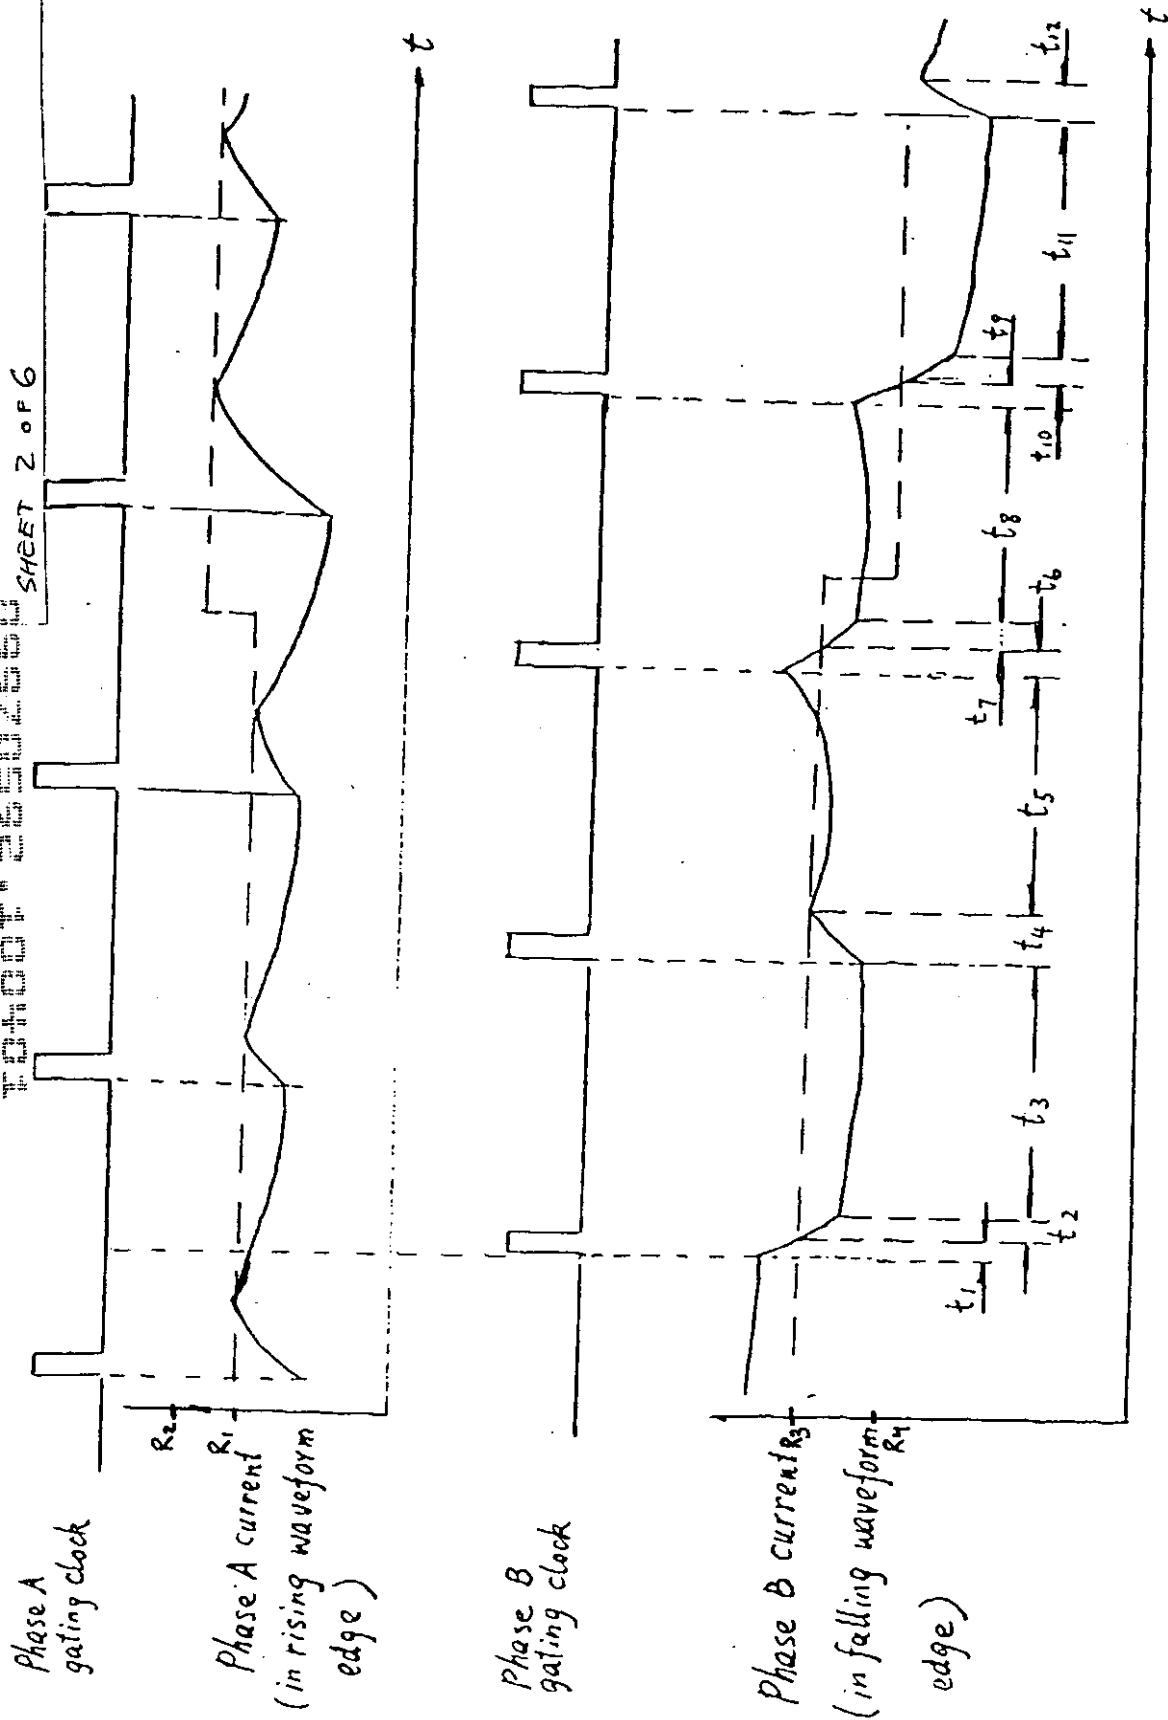 SHEET 2 OF 6
Phase A
gating clock
R2
R1
Phase A current
(in rising waveform
edge)
t
Phase B
gating clock
Phase B current
(in falling waveform
edge)
R3
R4
t1
t2
t3
t4
t5
t6
t7
t8
t9
t10
t11
t12
t